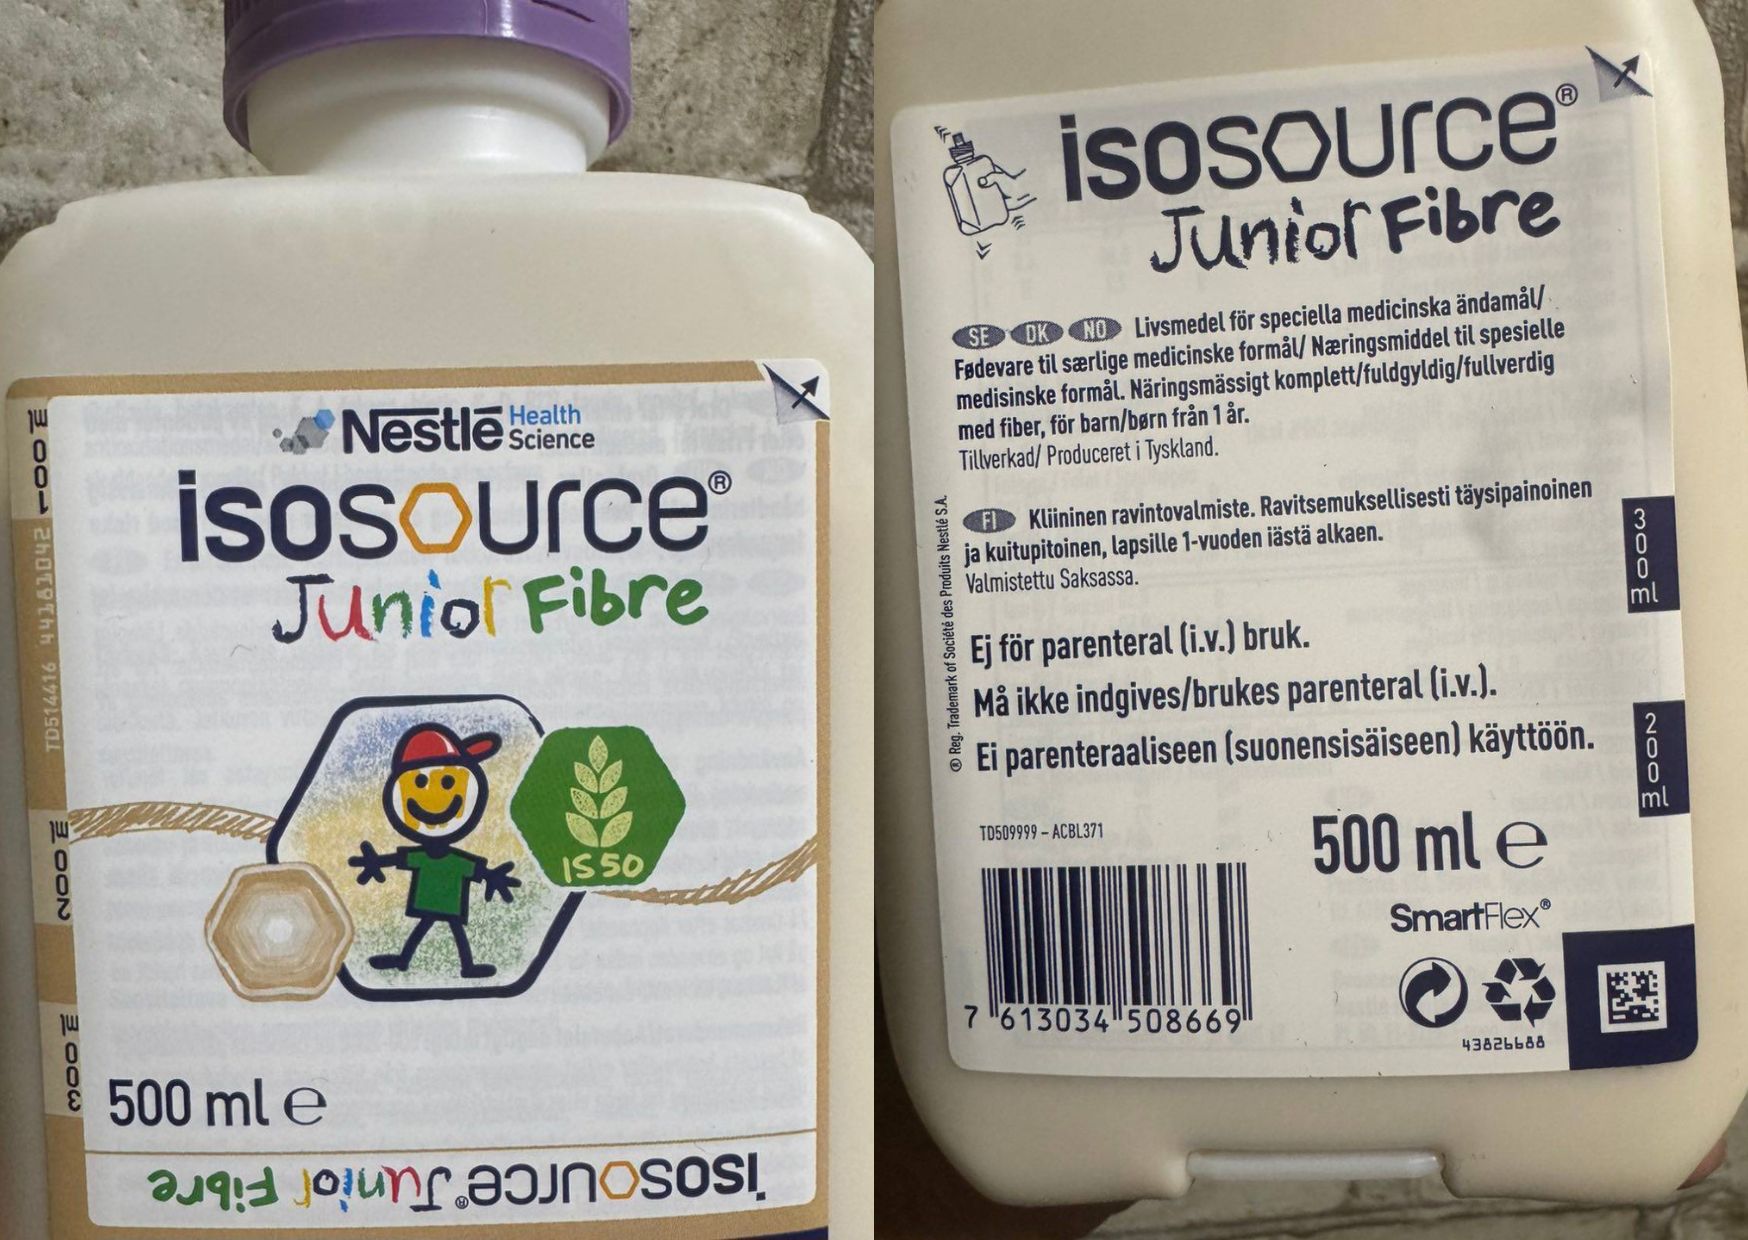 100 ml
TD514416 44181042
200 ml
300 ml
Nestlé Health Science
isosource®
Junior Fibre
IS50
500 ml ℮
isosource® Junior Fibre
isosource®
Junior Fibre
SE DK NO Livsmedel för speciella medicinska ändamål/
Fødevare til særlige medicinske formål/ Næringsmiddel til spesielle
medisinske formål. Näringsmässigt komplett/fuldgyldig/fullverdig
med fiber, för barn/børn från 1 år.
Tillverkad/ Produceret i Tyskland.
FI Kliininen ravintovalmiste. Ravitsemuksellisesti täysipainoinen
ja kuitupitoinen, lapsille 1-vuoden iästä alkaen.
Valmistettu Saksassa.
® Reg. Trademark of Société des Produits Nestlé S.A.
Ej för parenteral (i.v.) bruk.
Må ikke indgives/brukes parenteral (i.v.).
Ei parenteraaliseen (suonensisäiseen) käyttöön.
300 ml
200 ml
TD509999 - ACBL371
500 ml ℮
SmartFlex®
7 613034 508669
43826688